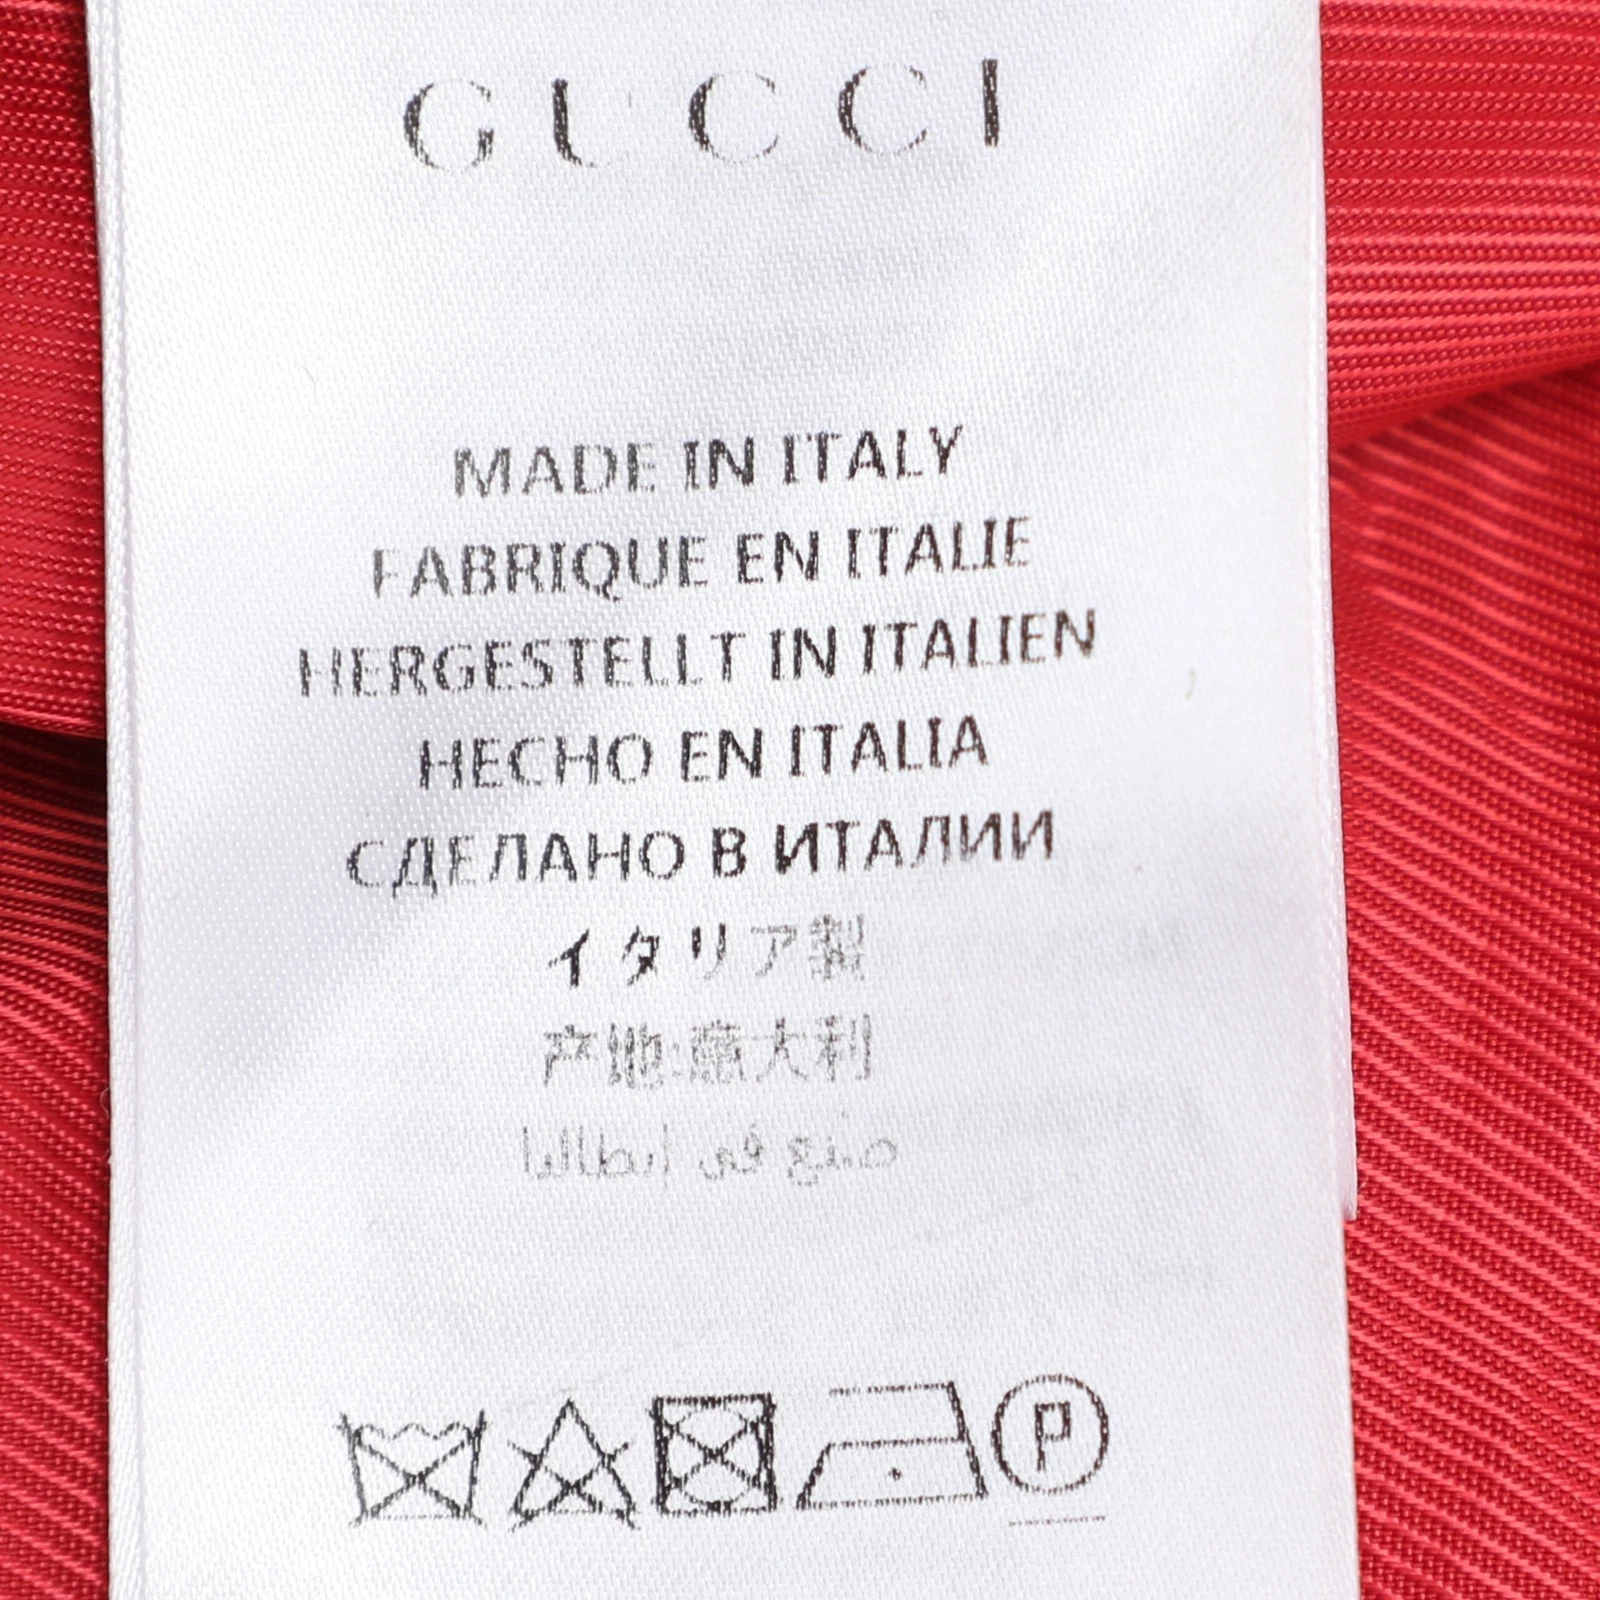 GUCCI
MADE IN ITALY
FABRIQUE EN ITALIE
HERGESTELLT IN ITALIEN
HECHO EN ITALIA
СДЕЛАНО В ИТАЛИИ
イタリア製
产地:意大利
صنع في إيطاليا
P